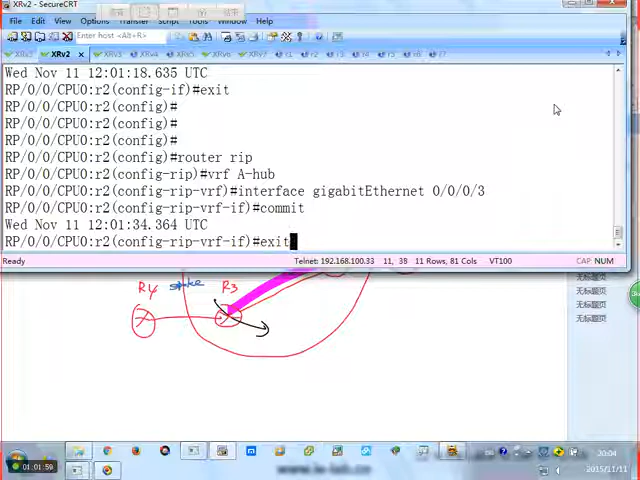 XRv2 - SecureCRT
File Edit View Options Transfer Script Window Help
Enter host <Alt+R>
XRv2
Wed Nov 11 12:01:18.635 UTC
RP/0/0/CPU0:r2(config-if)#exit
RP/0/0/CPU0:r2(config)#
RP/0/0/CPU0:r2(config)#
RP/0/0/CPU0:r2(config)#
RP/0/0/CPU0:r2(config)#router rip
RP/0/0/CPU0:r2(config-rip)#vrf A-hub
RP/0/0/CPU0:r2(config-rip-vrf)#interface gigabitEthernet 0/0/0/3
RP/0/0/CPU0:r2(config-rip-vrf-if)#commit
Wed Nov 11 12:01:34.364 UTC
RP/0/0/CPU0:r2(config-rip-vrf-if)#exit
Ready
Telnet: 192.168.100.33 11, 39 11 Rows, 81 Cols VT100 CAP NUM
R4 spoke R3
无标题页
无标题页
无标题页
无标题页
01:01:59
20:04
2015/11/11